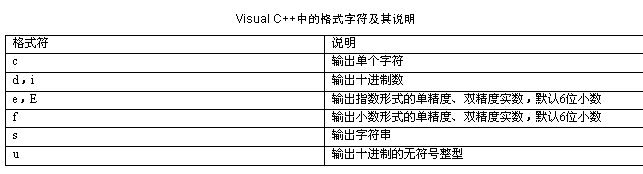 Visual C++中的格式字符及其说明
格式符 说明
c 输出单个字符
d,i 输出十进制数
e,E 输出指数形式的单精度、双精度实数,默认6位小数
f 输出小数形式的单精度、双精度实数,默认6位小数
s 输出字符串
u 输出十进制的无符号整型